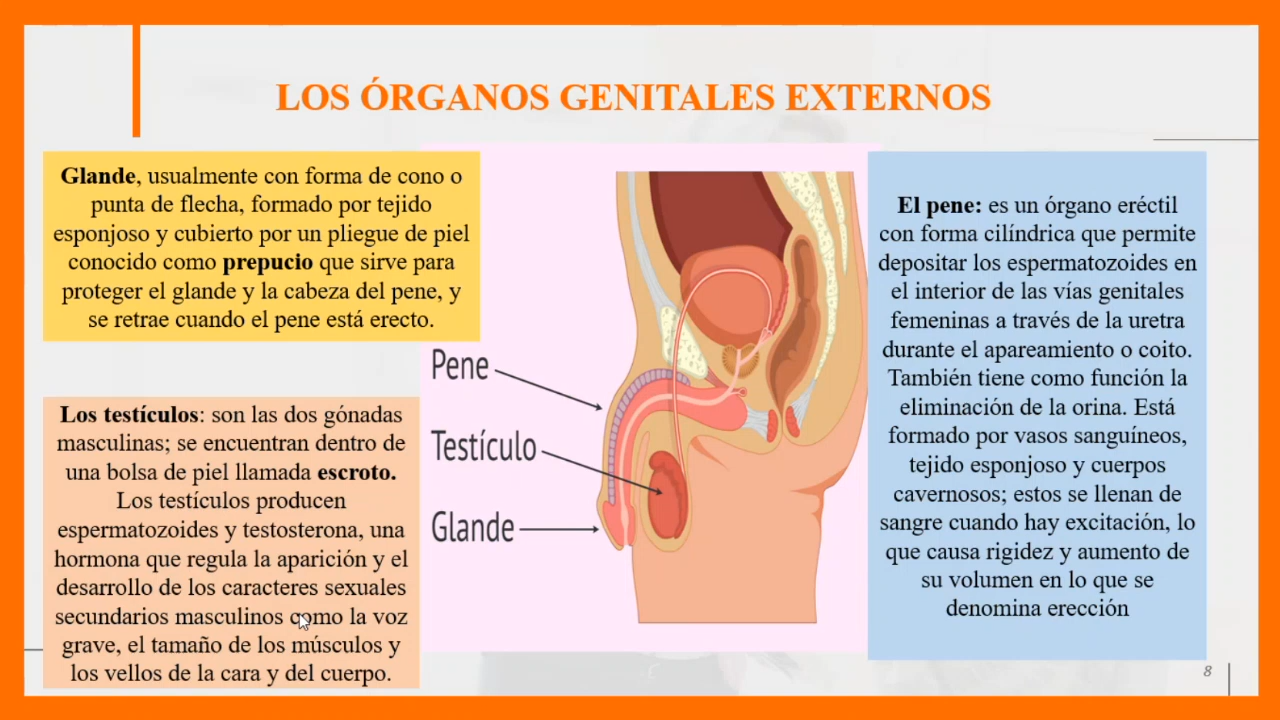 LOS ÓRGANOS GENITALES EXTERNOS
Glande, usualmente con forma de cono o
punta de flecha, formado por tejido
esponjoso y cubierto por un pliegue de piel
conocido como prepucio que sirve para
proteger el glande y la cabeza del pene, y
se retrae cuando el pene está erecto.
Los testículos: son las dos gónadas
masculinas; se encuentran dentro de
una bolsa de piel llamada escroto.
Los testículos producen
espermatozoides y testosterona, una
hormona que regula la aparición y el
desarrollo de los caracteres sexuales
secundarios masculinos como la voz
grave, el tamaño de los músculos y
los vellos de la cara y del cuerpo.
Pene
Testículo
Glande
El pene: es un órgano eréctil
con forma cilíndrica que permite
depositar los espermatozoides en
el interior de las vías genitales
femeninas a través de la uretra
durante el apareamiento o coito.
También tiene como función la
eliminación de la orina. Está
formado por vasos sanguíneos,
tejido esponjoso y cuerpos
cavernosos; estos se llenan de
sangre cuando hay excitación, lo
que causa rigidez y aumento de
su volumen en lo que se
denomina erección
8